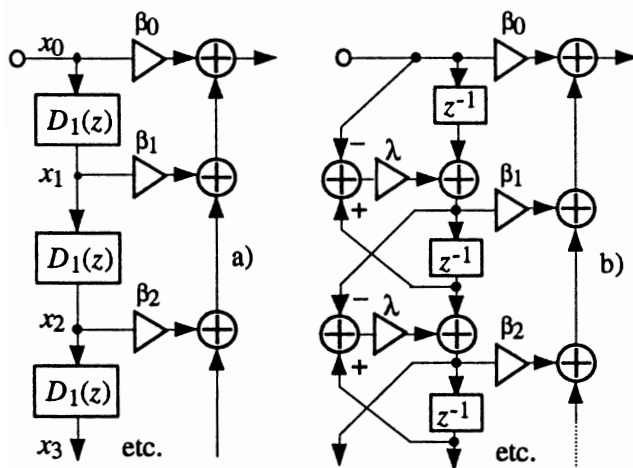 β0
x0
D1(z)
β1
x1
D1(z)
a)
β2
x2
D1(z)
x3
etc.
β0
z⁻¹
−
λ
β1
+
z⁻¹
b)
−
λ
β2
+
z⁻¹
etc.